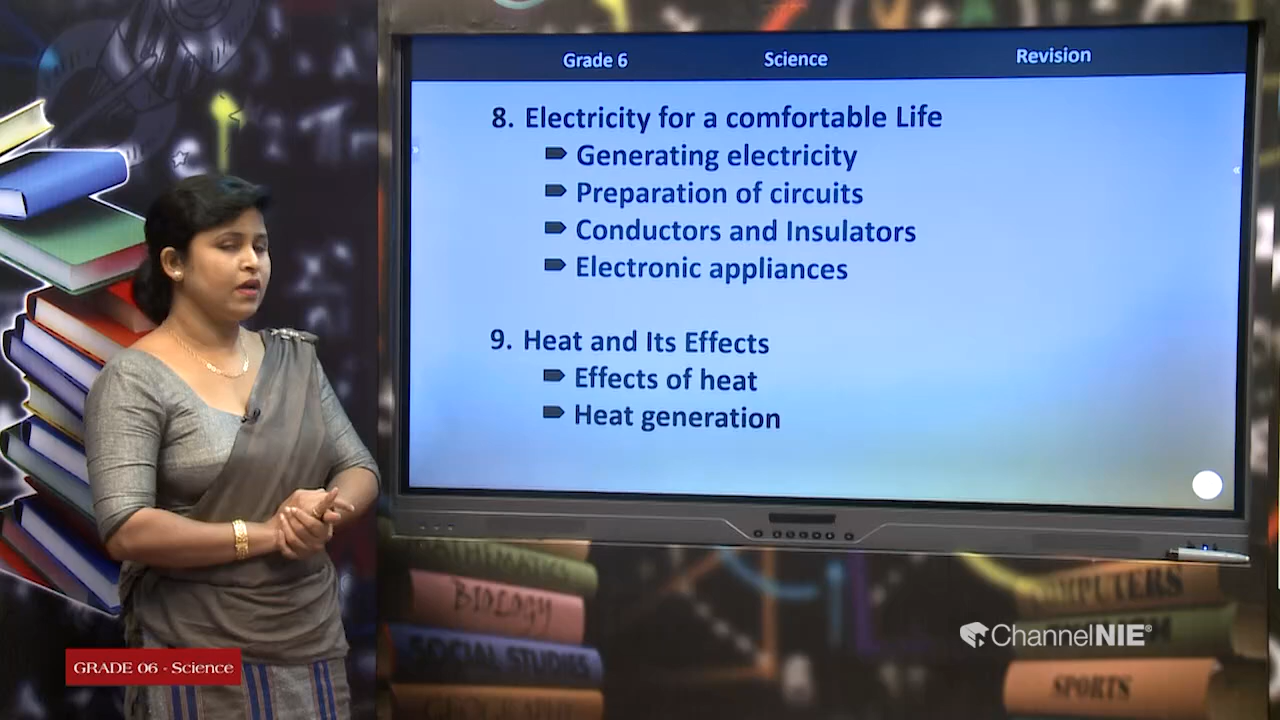 Grade 6 Science Revision
8. Electricity for a comfortable Life
Generating electricity
Preparation of circuits
Conductors and Insulators
Electronic appliances
9. Heat and Its Effects
Effects of heat
Heat generation
MATHEMATICS
BIOLOGY
SOCIAL STUDIES
GEOGRAPHY
COMPUTERS
SPORTS
ChannelNIE®
GRADE 06 - Science